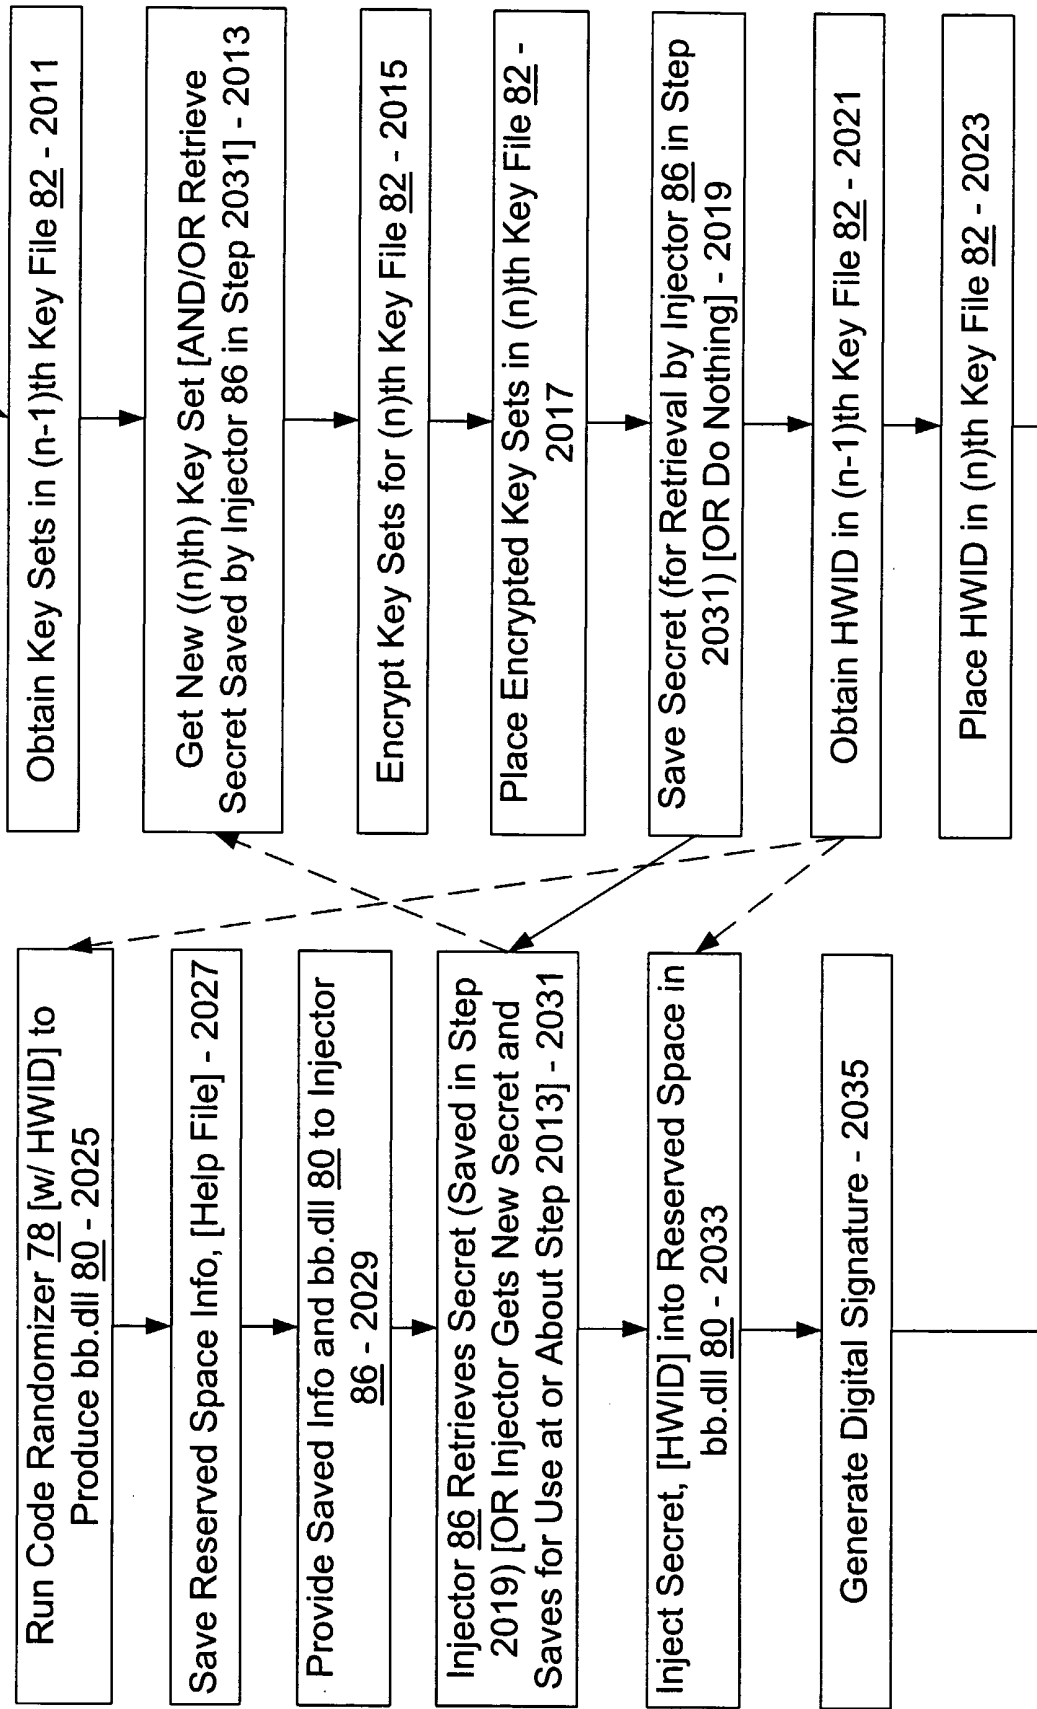 Obtain Key Sets in (n-1)th Key File 82 - 2011
Get New ((n)th) Key Set [AND/OR Retrieve
Secret Saved by Injector 86 in Step 2031] - 2013
Encrypt Key Sets for (n)th Key File 82 - 2015
Place Encrypted Key Sets in (n)th Key File 82 -
2017
Save Secret (for Retrieval by Injector 86 in Step
2031) [OR Do Nothing] - 2019
Obtain HWID in (n-1)th Key File 82 - 2021
Place HWID in (n)th Key File 82 - 2023
Run Code Randomizer 78 [w/ HWID] to
Produce bb.dll 80 - 2025
Save Reserved Space Info, [Help File] - 2027
Provide Saved Info and bb.dll 80 to Injector
86 - 2029
Injector 86 Retrieves Secret (Saved in Step
2019) [OR Injector Gets New Secret and
Saves for Use at or About Step 2013] - 2031
Inject Secret, [HWID] into Reserved Space in
bb.dll 80 - 2033
Generate Digital Signature - 2035